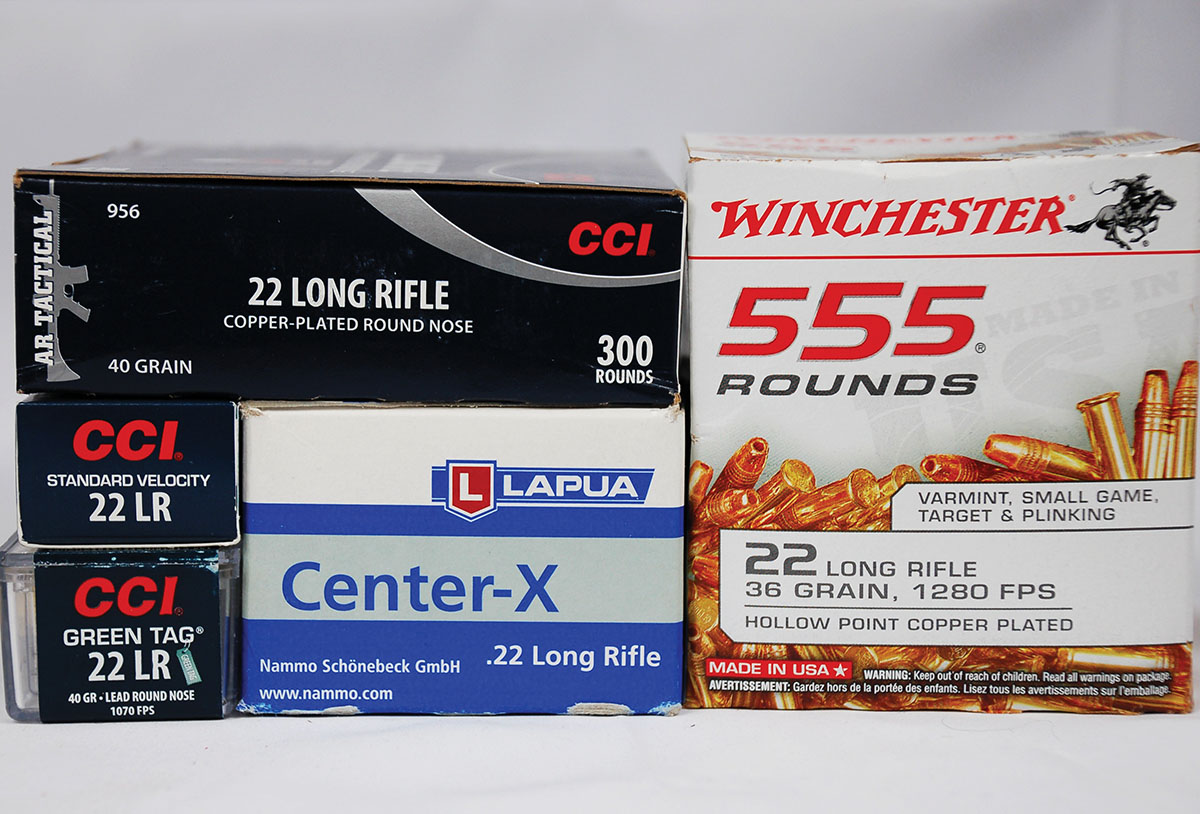 AR TACTICAL
956
CCI
22 LONG RIFLE
COPPER-PLATED ROUND NOSE
40 GRAIN
300
ROUNDS
CCI
STANDARD VELOCITY
22 LR
CCI
GREEN TAG®
22 LR
GREEN TAG
40 GR • LEAD ROUND NOSE
1070 FPS
L LAPUA
Center-X
Nammo Schönebeck GmbH
.22 Long Rifle
www.nammo.com
WINCHESTER®
MADE IN
555®
ROUNDS
VARMINT, SMALL GAME,
TARGET & PLINKING
22 LONG RIFLE
36 GRAIN, 1280 FPS
HOLLOW POINT COPPER PLATED
MADE IN USA ★
WARNING: Keep out of reach of children. Read all warnings on package.
AVERTISSEMENT: Gardez hors de la portée des enfants. Lisez tous les avertissements sur l'emballage.